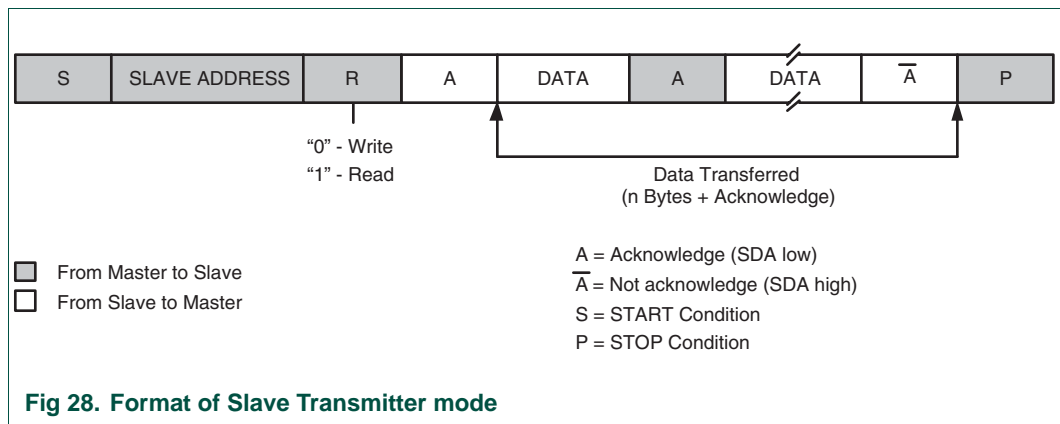 S SLAVE ADDRESS R A DATA A DATA A̅ P
“0” - Write
“1” - Read
Data Transferred
(n Bytes + Acknowledge)
From Master to Slave
From Slave to Master
A = Acknowledge (SDA low)
A̅ = Not acknowledge (SDA high)
S = START Condition
P = STOP Condition
Fig 28. Format of Slave Transmitter mode